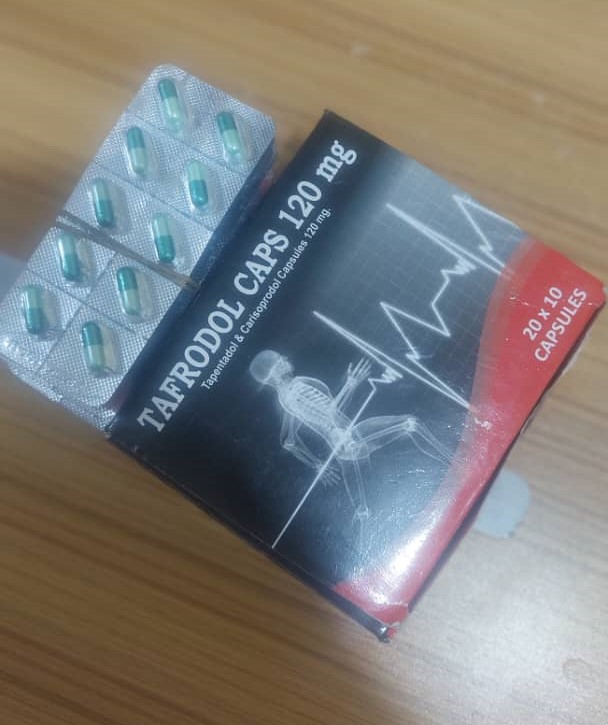 TAFRODOL CAPS 120 mg
Tapentadol & Carisoprodol Capsules 120 mg.
20 x 10
CAPSULES